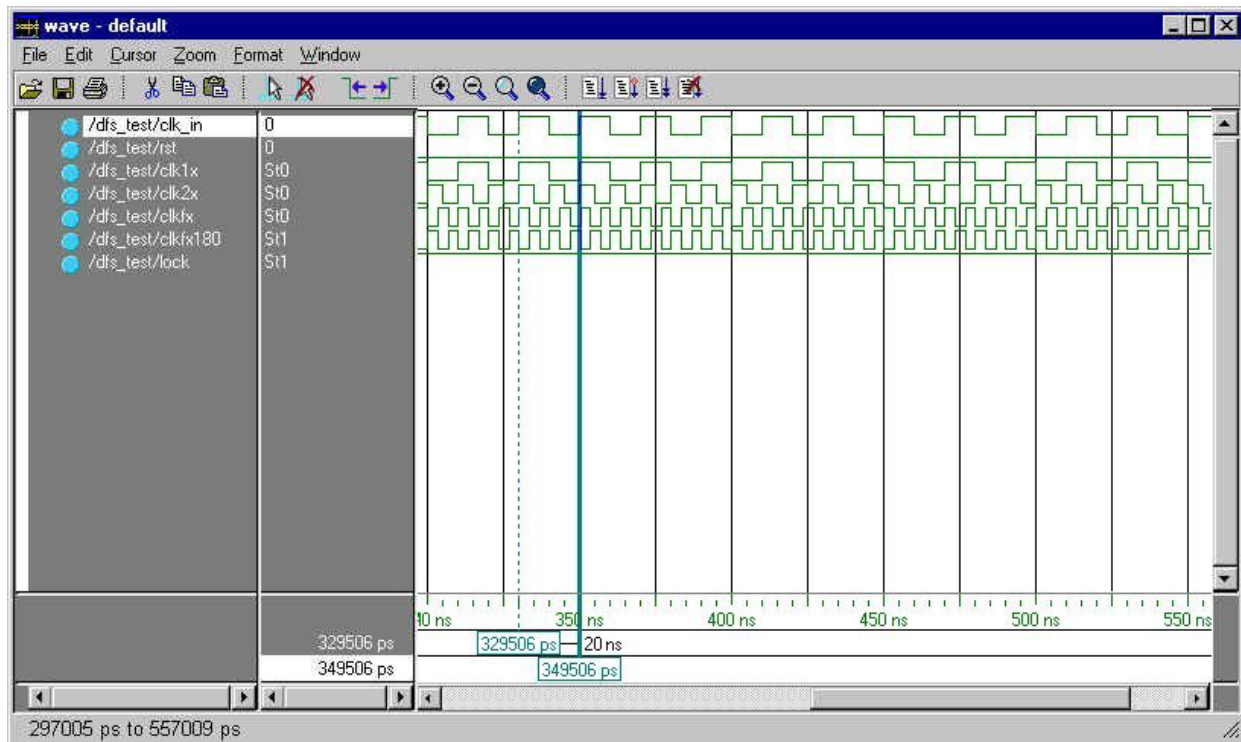 wave - default
File Edit Cursor Zoom Format Window
/dfs_test/clk_in 0
/dfs_test/rst 0
/dfs_test/clk1x St0
/dfs_test/clk2x St0
/dfs_test/clkfx St0
/dfs_test/clkfx180 St1
/dfs_test/lock St1
ns 350 ns 400 ns 450 ns 500 ns 550 ns
329506 ps 329506 ps 20 ns
349506 ps 349506 ps
297005 ps to 557009 ps